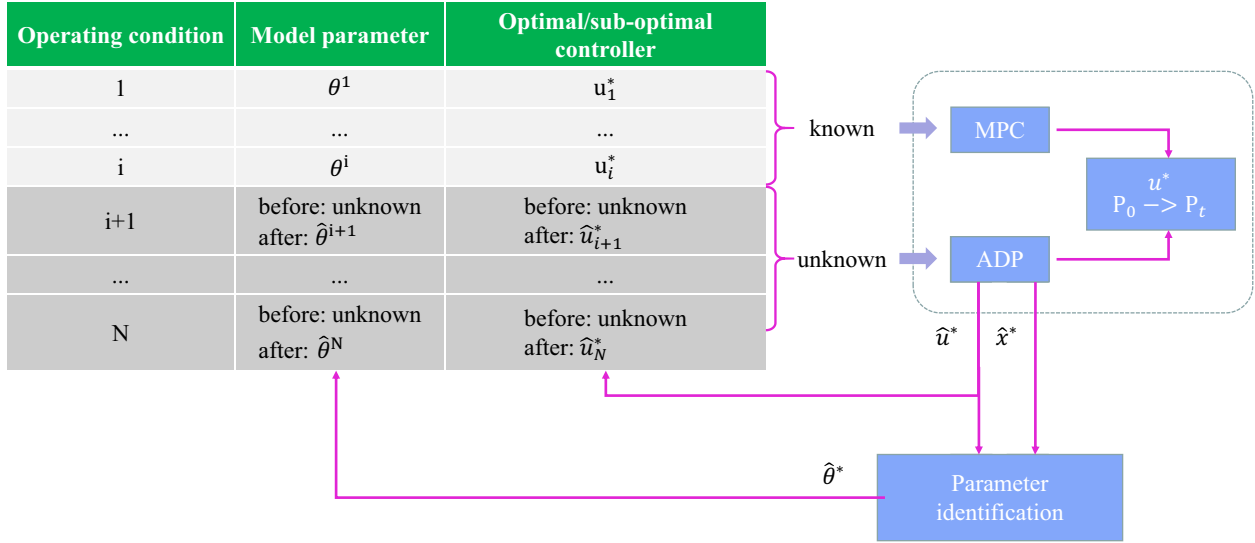 Operating condition
Model parameter
Optimal/sub-optimal
controller
1
θ¹
u₁*
...
...
...
i
θⁱ
uᵢ*
i+1
before: unknown
after: θ̂ⁱ⁺¹
before: unknown
after: û*ᵢ₊₁
...
...
...
N
before: unknown
after: θ̂ᴺ
before: unknown
after: û*_N
known
unknown
MPC
ADP
u*
P₀ −> Pₜ
û*
x̂*
θ̂*
Parameter
identification